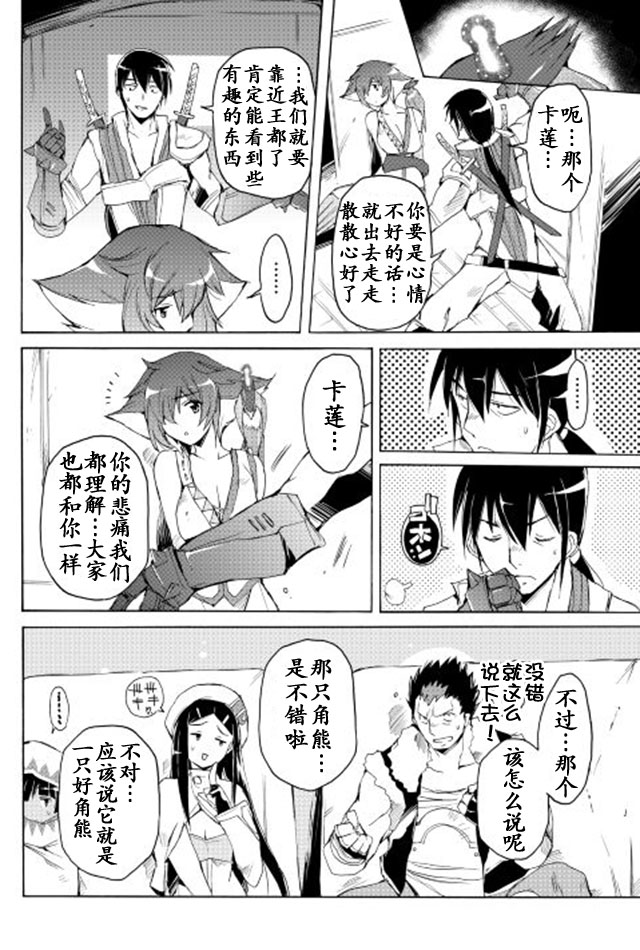 呃…那个
卡莲…
你要是心情
不好的话…
就出去走走
散散心好了
…我们就要
靠近王都了
肯定能看到些
有趣的东西
……
……
ゴホン
卡莲…
你的悲痛我们
都理解…大家
也都和你一样
不过…那个
该怎么说呢
没错
就这么
说下去！
那只角熊…
是不错啦
不对…
应该说它就是
一只好角熊